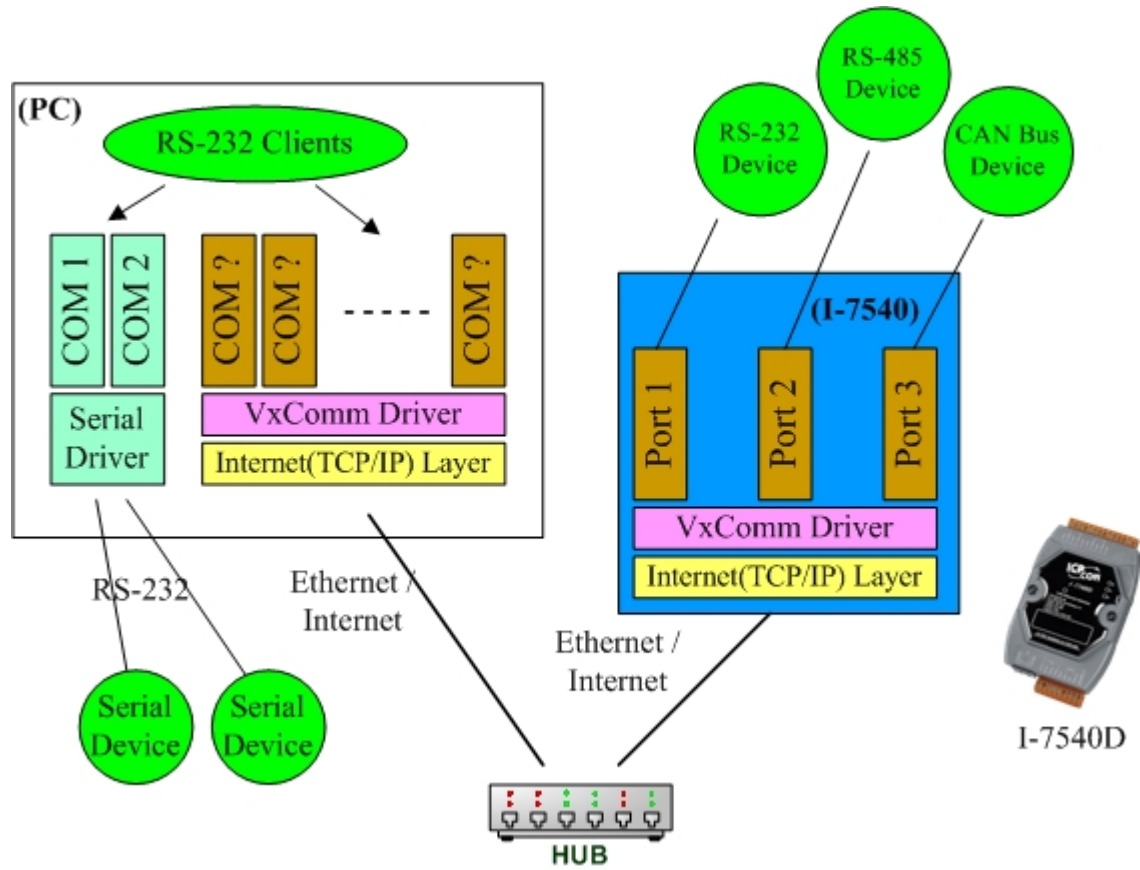 (PC)
RS-232 Clients
COM 1
COM 2
COM ?
COM ?
COM ?
Serial
Driver
VxComm Driver
Internet(TCP/IP) Layer
RS-232
Serial
Device
Serial
Device
Ethernet /
Internet
RS-232
Device
RS-485
Device
CAN Bus
Device
(I-7540)
Port 1
Port 2
Port 3
VxComm Driver
Internet(TCP/IP) Layer
Ethernet /
Internet
HUB
ICP
CON
I-7540D